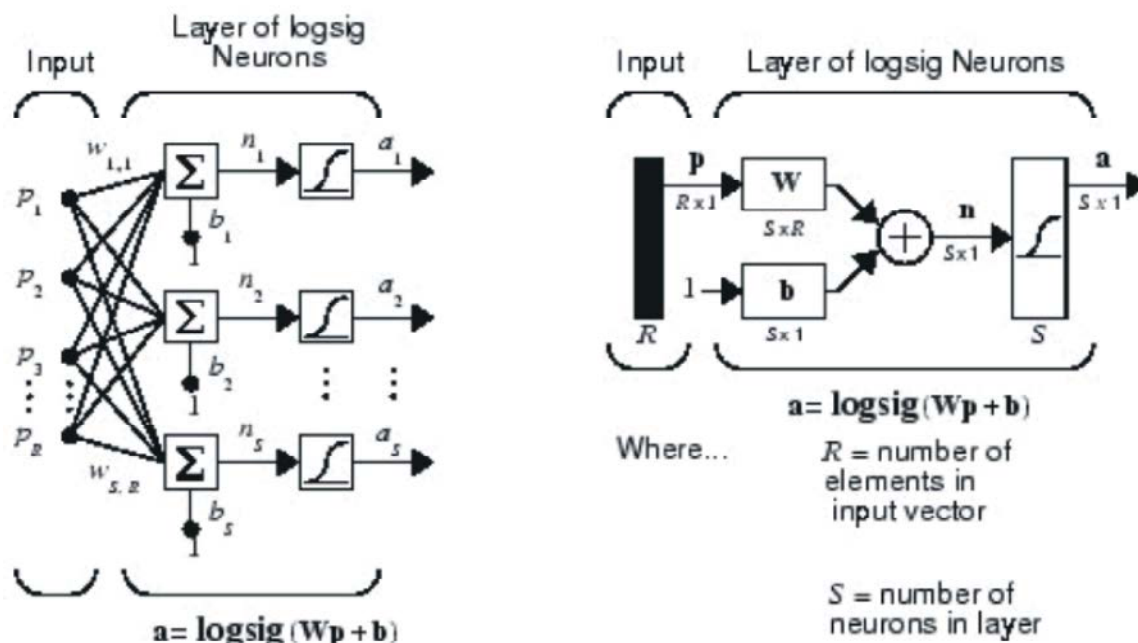 Layer of logsig
Neurons
Input
w1,1
n1
a1
Σ
p1
b1
1
p2
n2
a2
Σ
p3
b2
1
pR
nS
aS
Σ
wS,R
bS
1
a= logsig (Wp + b)
Input
Layer of logsig Neurons
p
W
a
R x 1
S x 1
S x R
n
+
S x 1
1
b
R
S x 1
S
a= logsig (Wp + b)
Where...
R = number of
elements in
input vector
S = number of
neurons in layer